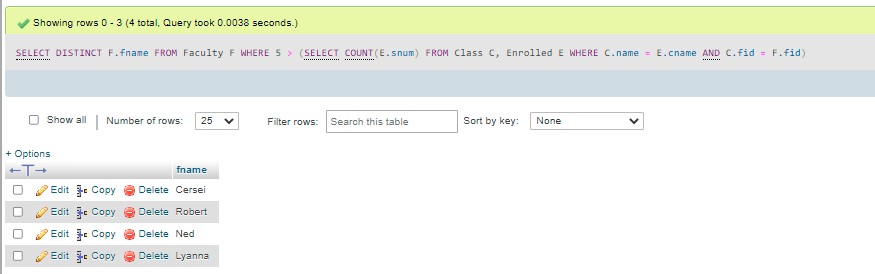 Showing rows 0 - 3 (4 total, Query took 0.0038 seconds.)
SELECT DISTINCT F.fname FROM Faculty F WHERE 5 > (SELECT COUNT(E.snum) FROM Class C, Enrolled E WHERE C.name = E.cname AND C.fid = F.fid)
Show all | Number of rows: 25 Filter rows: Search this table Sort by key: None
+ Options
←T→ fname
Edit Copy Delete Cersei
Edit Copy Delete Robert
Edit Copy Delete Ned
Edit Copy Delete Lyanna